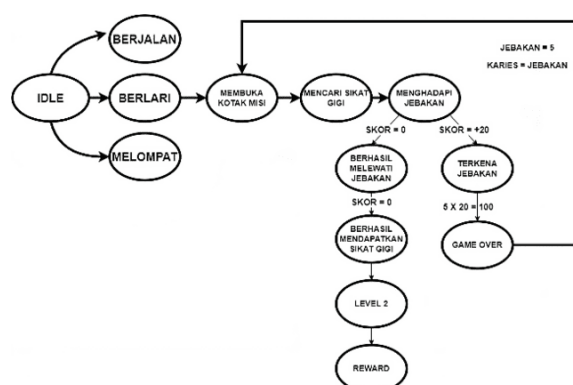 BERJALAN
JEBAKAN = 5
KARIES = JEBAKAN
IDLE
BERLARI
MEMBUKA
KOTAK MISI
MENCARI SIKAT
GIGI
MENGHADAPI
JEBAKAN
MELOMPAT
SKOR = 0
SKOR = +20
BERHASIL
MELEWATI
JEBAKAN
TERKENA
JEBAKAN
SKOR = 0
5 X 20 = 100
BERHASIL
MENDAPATKAN
SIKAT GIGI
GAME OVER
LEVEL 2
REWARD